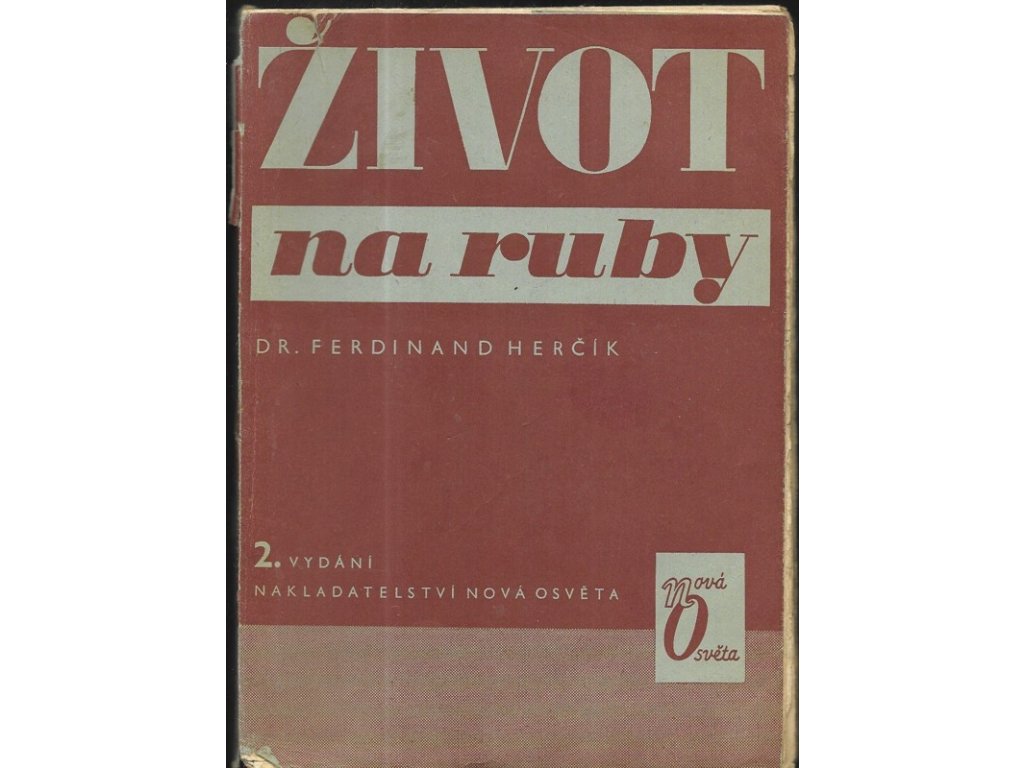 ŽIVOT
na ruby
DR. FERDINAND HERČÍK
2. VYDÁNÍ
NAKLADATELSTVÍ NOVÁ OSVĚTA
nová
Osvěta